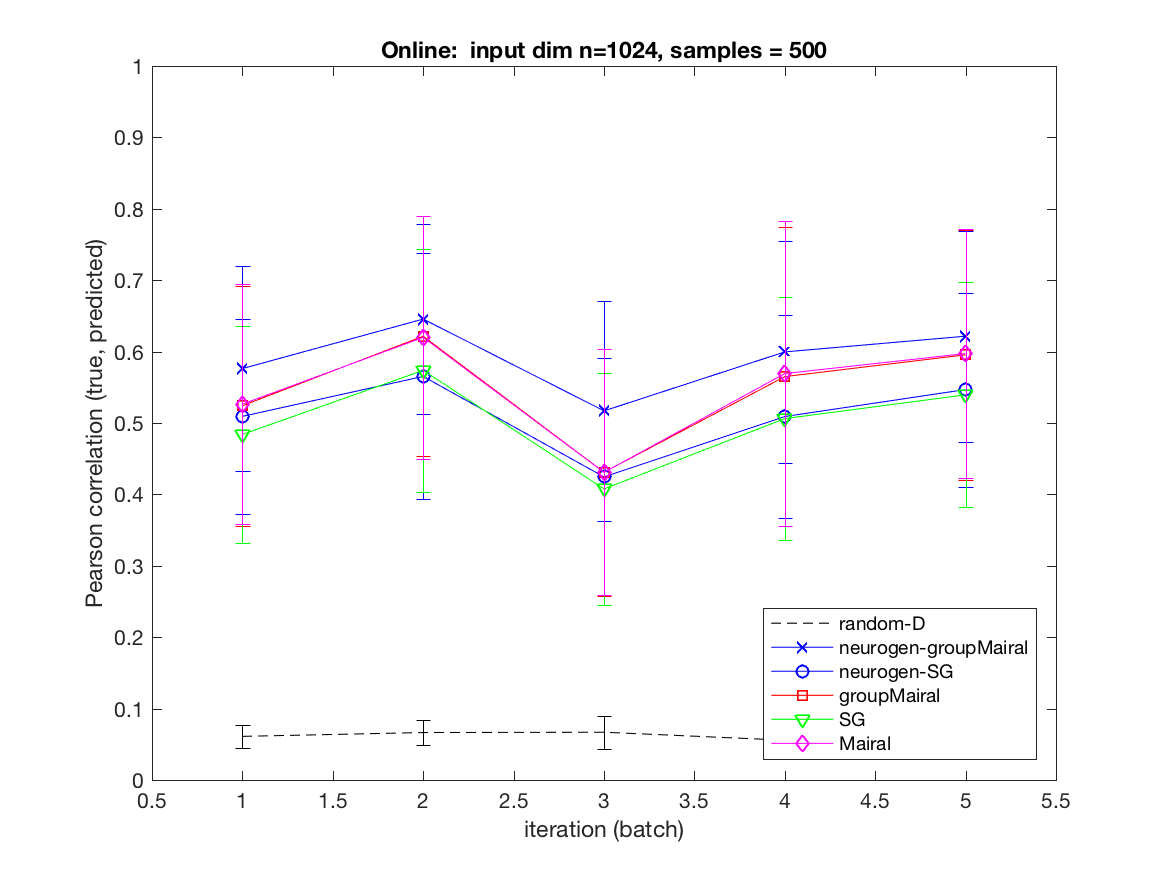 Online:  input dim n=1024, samples = 500
Pearson correlation (true, predicted)
1
0.9
0.8
0.7
0.6
0.5
0.4
0.3
0.2
0.1
0
random-D
neurogen-groupMairal
neurogen-SG
groupMairal
SG
Mairal
0.5 1 1.5 2 2.5 3 3.5 4 4.5 5 5.5
iteration (batch)